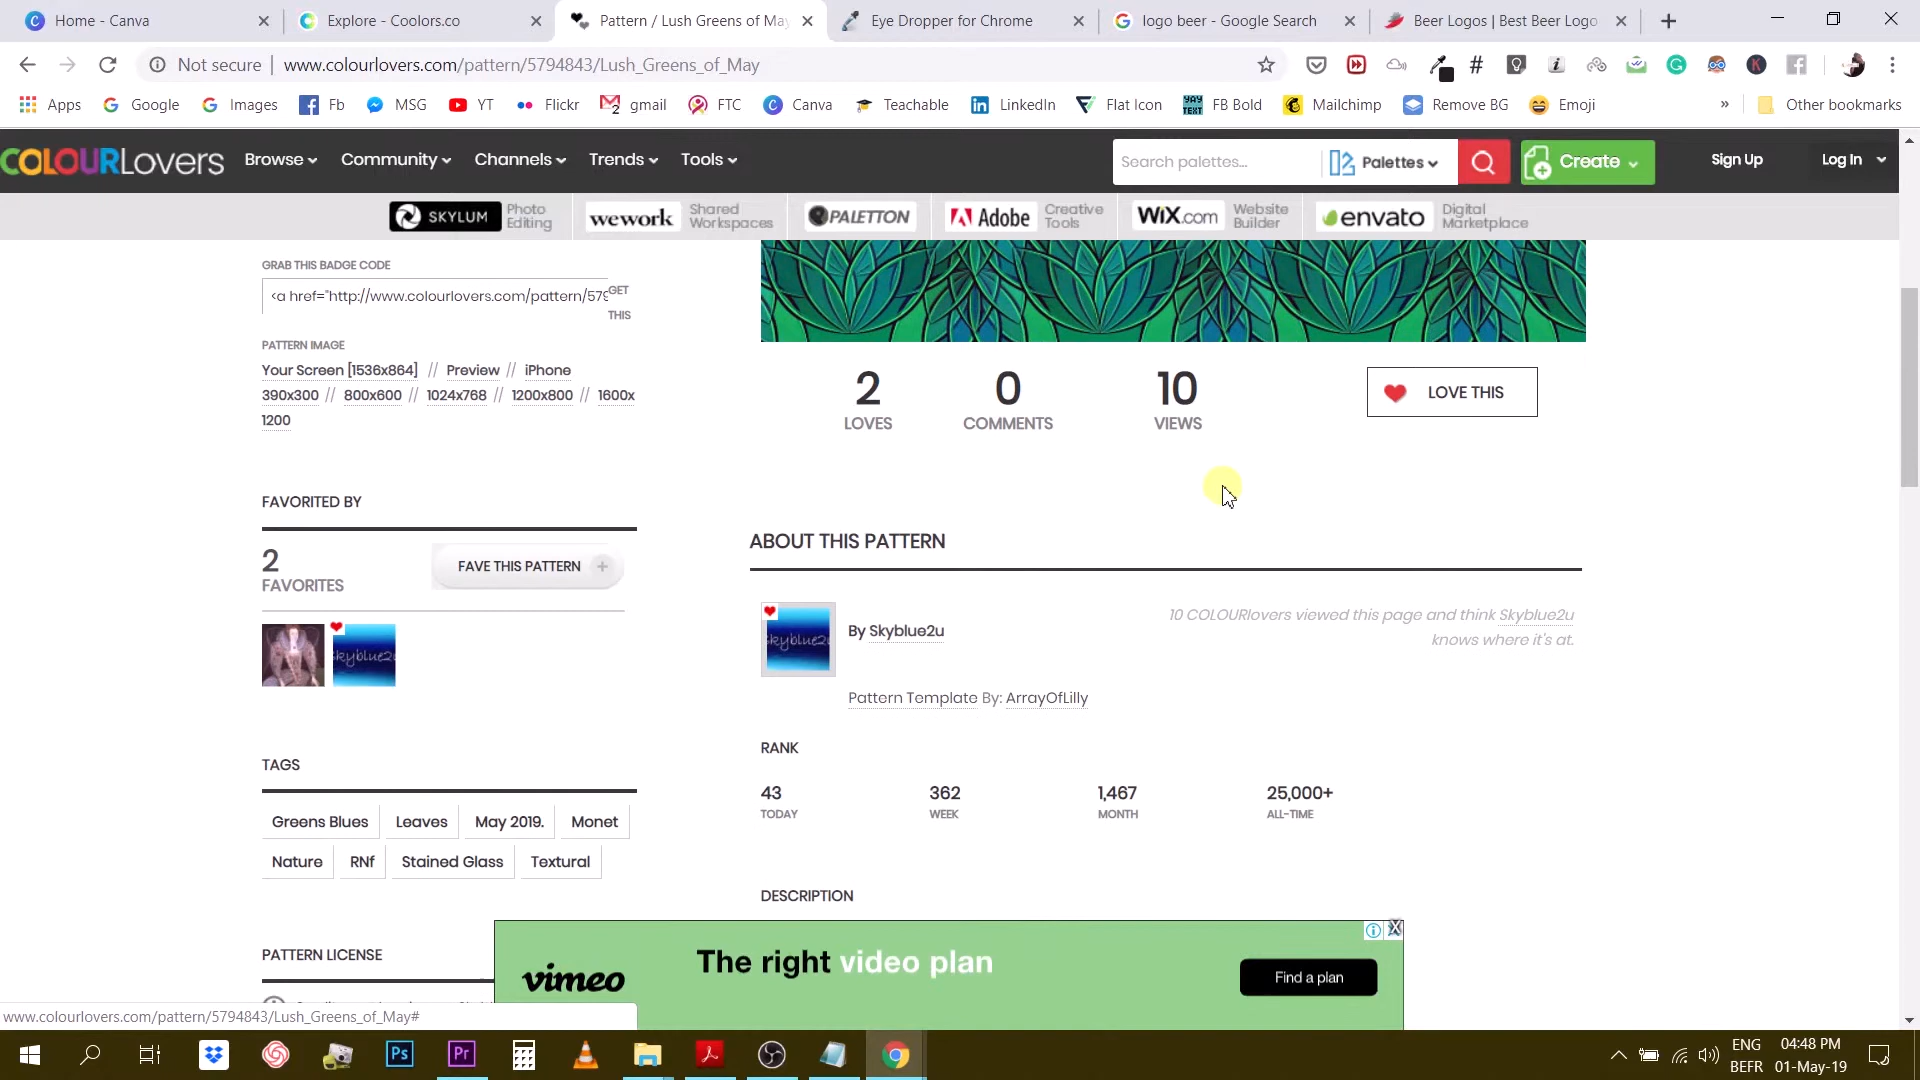 Home - Canva
Explore - Coolors.co
Pattern / Lush Greens of May
Eye Dropper for Chrome
logo beer - Google Search
Beer Logos | Best Beer Logo
Not secure
www.colourlovers.com/pattern/5794843/Lush_Greens_of_May
Apps
Google
Images
Fb
MSG
YT
Flickr
gmail
FTC
Canva
Teachable
LinkedIn
Flat Icon
FB Bold
Mailchimp
Remove BG
Emoji
»
Other bookmarks
COLOURLovers
Browse
Community
Channels
Trends
Tools
Search palettes...
Palettes
Create
Sign Up
Log In
SKYLUM
Photo
Editing
wework
Shared
Workspaces
PALETTON
Adobe
Creative
Tools
WiX.com
Website
Builder
envato
Digital
Marketplace
GRAB THIS BADGE CODE
<a href="http://www.colourlovers.com/pattern/579
GET
THIS
PATTERN IMAGE
Your Screen [1536x864] // Preview // iPhone
390x300 // 800x600 // 1024x768 // 1200x800 // 1600x
1200
2
LOVES
0
COMMENTS
10
VIEWS
LOVE THIS
FAVORITED BY
2
FAVORITES
FAVE THIS PATTERN +
ABOUT THIS PATTERN
By Skyblue2u
10 COLOURlovers viewed this page and think Skyblue2u
knows where it's at.
Pattern Template By: ArrayOfLilly
RANK
43
TODAY
362
WEEK
1,467
MONTH
25,000+
ALL-TIME
TAGS
Greens Blues
Leaves
May 2019.
Monet
Nature
RNf
Stained Glass
Textural
DESCRIPTION
PATTERN LICENSE
vimeo
The right video plan
Find a plan
www.colourlovers.com/pattern/5794843/Lush_Greens_of_May#
Ps
Pr
ENG
BEFR
04:48 PM
01-May-19